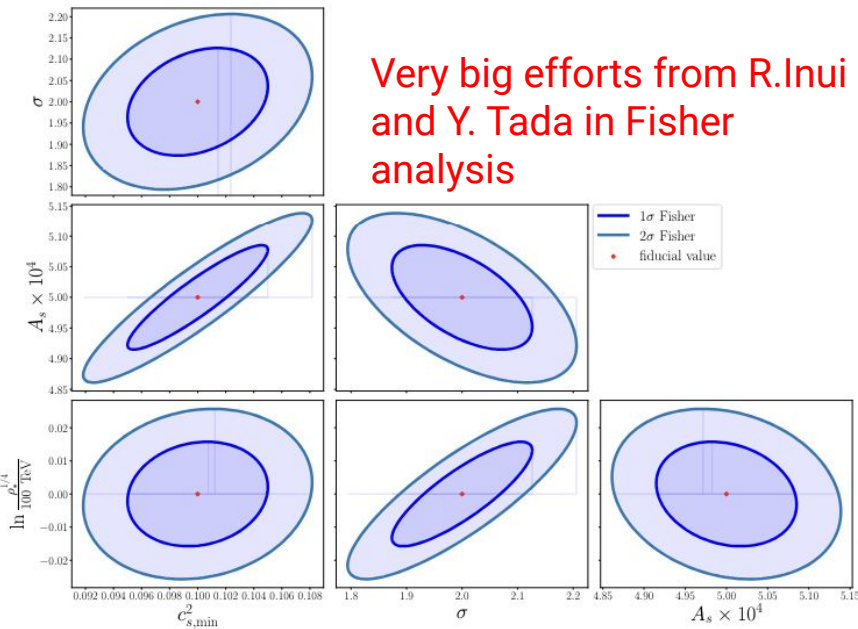 2.20
2.15
2.10
2.05
2.00
1.95
1.90
1.85
1.80
σ
Very big efforts from R.Inui
and Y. Tada in Fisher
analysis
5.15
5.10
5.05
5.00
4.95
4.90
4.85
A_s × 10^4
1σ Fisher
2σ Fisher
fiducial value
0.02
0.01
0.00
−0.01
−0.02
ln ρ_*^{1/4}/100 TeV
0.092 0.094 0.096 0.098 0.100 0.102 0.104 0.106 0.108
c^2_{s,min}
1.8 1.9 2.0 2.1 2.2
σ
4.85 4.90 4.95 5.00 5.05 5.10 5.15
A_s × 10^4